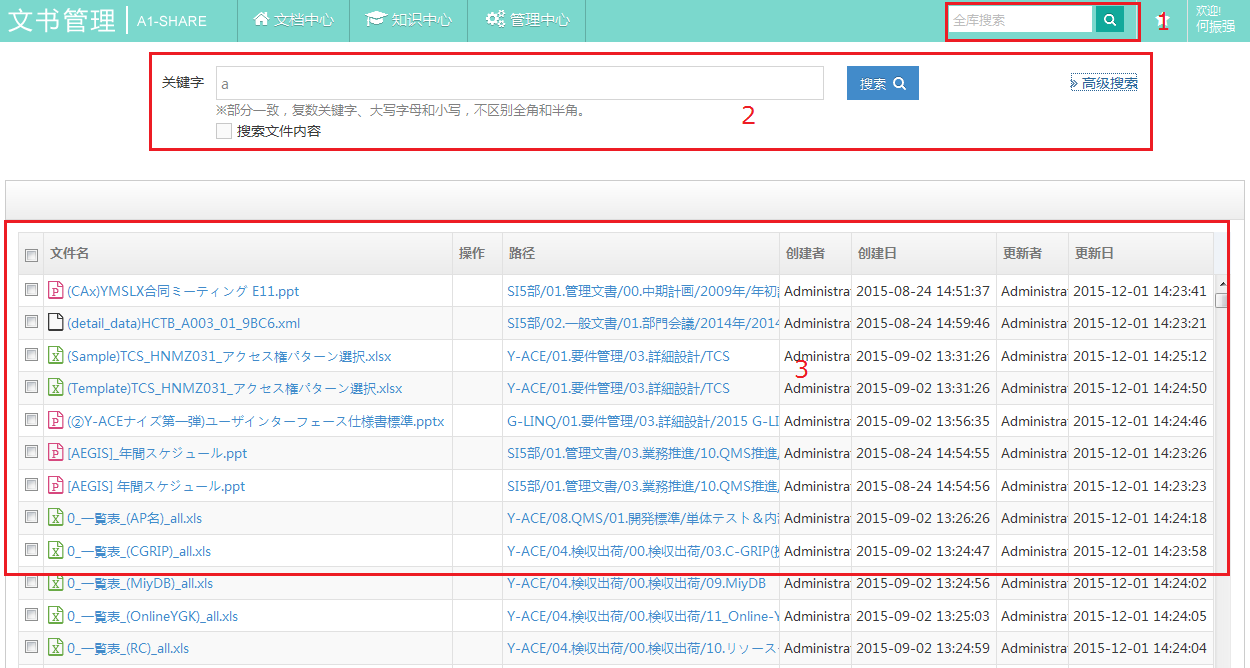 文书管理 A1-SHARE 文档中心 知识中心 管理中心 全库搜索 1 欢迎!
何振强
关键字 a 搜索 » 高级搜索
※部分一致，复数关键字、大写字母和小写，不区别全角和半角。
2
搜索文件内容
文件名 操作 路径 创建者 创建日 更新者 更新日
(CAx)YMSLX合同ミーティング E11.ppt SI5部/01.管理文書/00.中期計画/2009年/年初 Administra 2015-08-24 14:51:37 Administra 2015-12-01 14:23:41
(detail_data)HCTB_A003_01_9BC6.xml SI5部/02.一般文書/01.部門会議/2014年/2014 Administra 2015-08-24 14:59:46 Administra 2015-12-01 14:23:21
(Sample)TCS_HNMZ031_アクセス権パターン選択.xlsx Y-ACE/01.要件管理/03.詳細設計/TCS Administra 2015-09-02 13:31:26 Administra 2015-12-01 14:25:12
3
(Template)TCS_HNMZ031_アクセス権パターン選択.xlsx Y-ACE/01.要件管理/03.詳細設計/TCS Administra 2015-09-02 13:31:26 Administra 2015-12-01 14:24:50
(②Y-ACEナイズ第一弾)ユーザインターフェース仕様書標準.pptx G-LINQ/01.要件管理/03.詳細設計/2015 G-LI Administra 2015-09-02 13:56:35 Administra 2015-12-01 14:24:46
[AEGIS]_年間スケジュール.ppt SI5部/01.管理文書/03.業務推進/10.QMS推進/ Administra 2015-08-24 14:54:55 Administra 2015-12-01 14:23:26
[AEGIS] 年間スケジュール.ppt SI5部/01.管理文書/03.業務推進/10.QMS推進/ Administra 2015-08-24 14:54:56 Administra 2015-12-01 14:23:23
0_一覧表_(AP名)_all.xls Y-ACE/08.QMS/01.開発標準/単体テスト＆内 Administra 2015-09-02 13:26:26 Administra 2015-12-01 14:24:18
0_一覧表_(CGRIP)_all.xls Y-ACE/04.検収出荷/00.検収出荷/03.C-GRIP( Administra 2015-09-02 13:24:47 Administra 2015-12-01 14:23:58
0_一覧表_(MiyDB)_all.xls Y-ACE/04.検収出荷/00.検収出荷/09.MiyDB Administra 2015-09-02 13:24:56 Administra 2015-12-01 14:24:02
0_一覧表_(OnlineYGK)_all.xls Y-ACE/04.検収出荷/00.検収出荷/11_Online-Y Administra 2015-09-02 13:25:03 Administra 2015-12-01 14:24:05
0_一覧表_(RC)_all.xls Y-ACE/04.検収出荷/00.検収出荷/10.リソース Administra 2015-09-02 13:24:59 Administra 2015-12-01 14:24:04